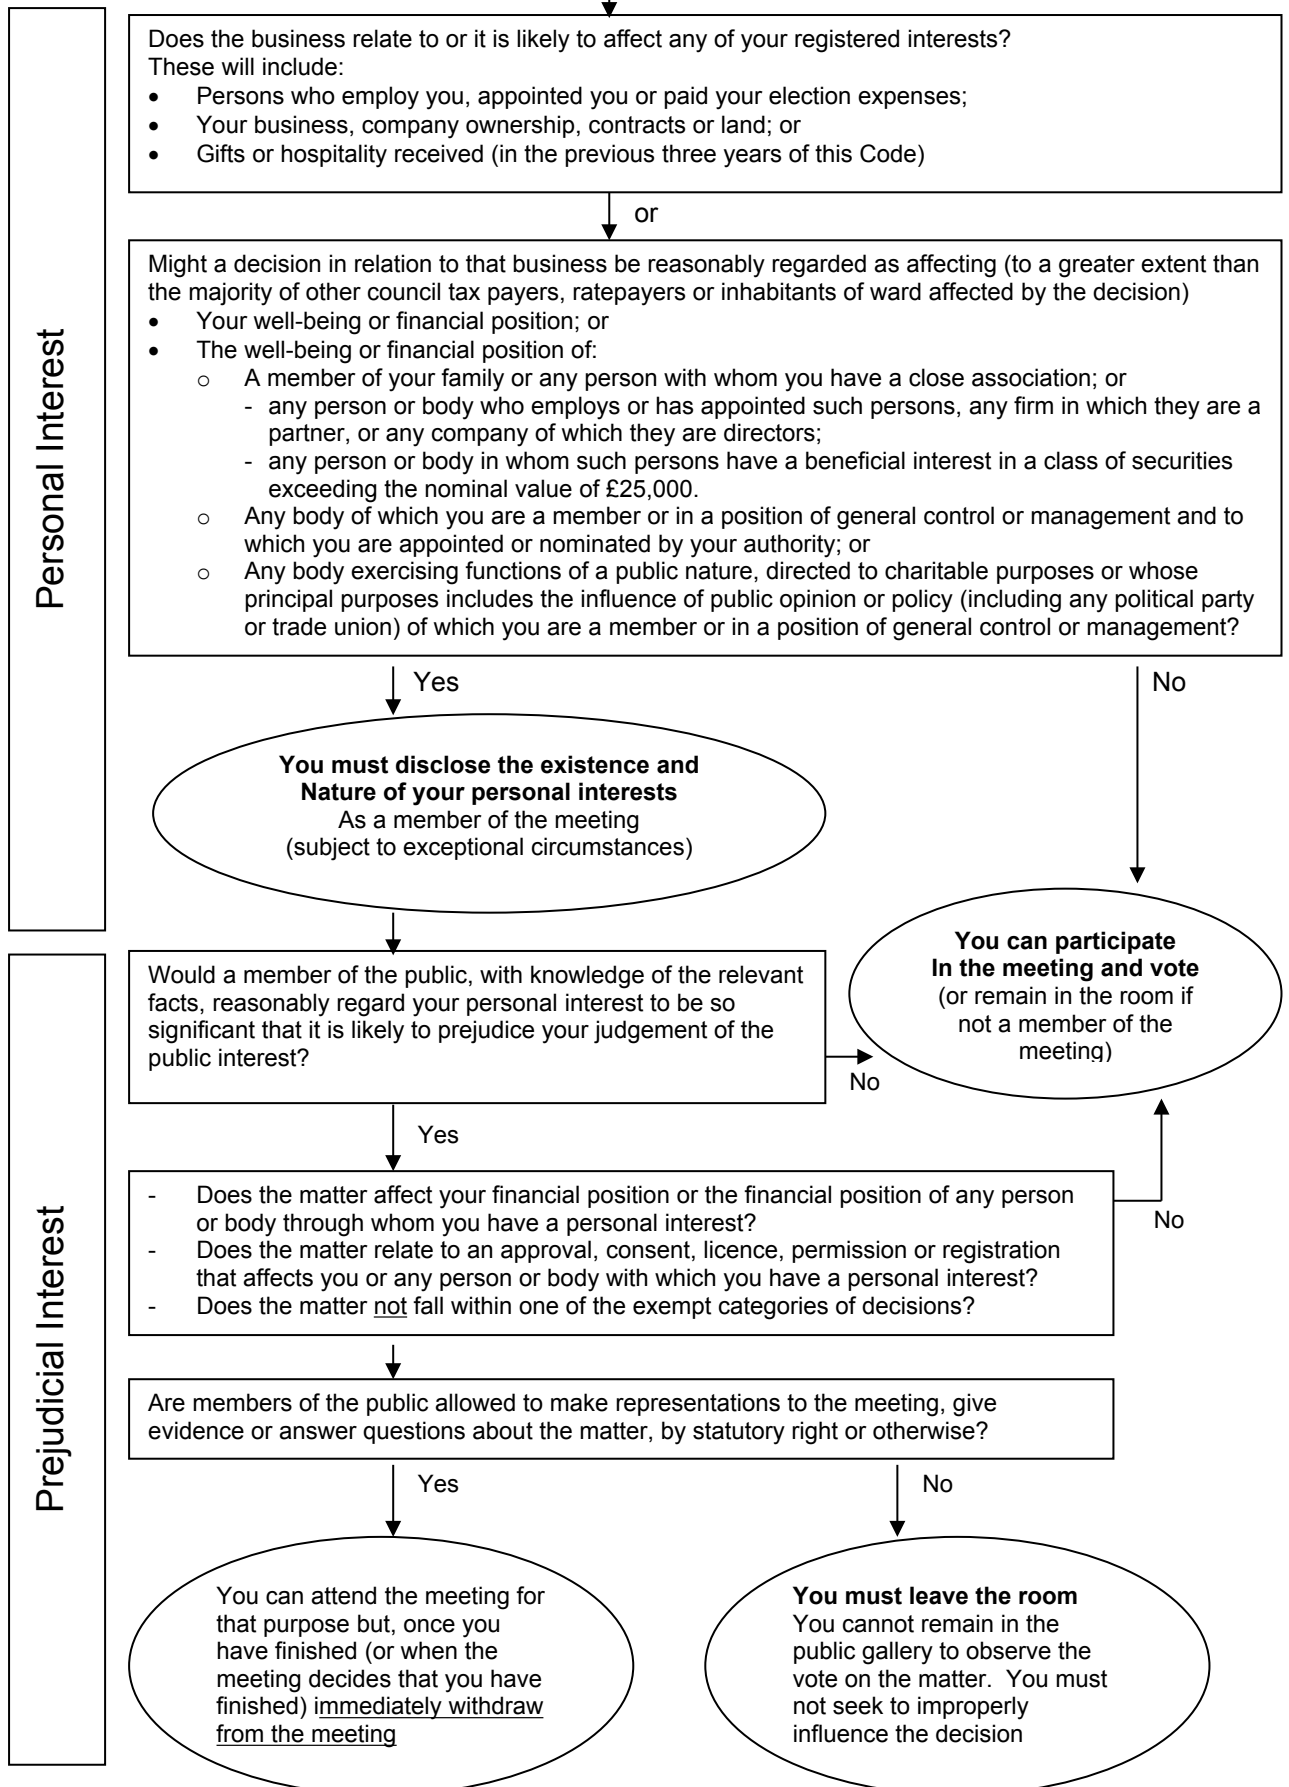 Personal Interest
Does the business relate to or it is likely to affect any of your registered interests?
These will include:
• Persons who employ you, appointed you or paid your election expenses;
• Your business, company ownership, contracts or land; or
• Gifts or hospitality received (in the previous three years of this Code)
or
Might a decision in relation to that business be reasonably regarded as affecting (to a greater extent than
the majority of other council tax payers, ratepayers or inhabitants of ward affected by the decision)
• Your well-being or financial position; or
• The well-being or financial position of:
o A member of your family or any person with whom you have a close association; or
- any person or body who employs or has appointed such persons, any firm in which they are a
partner, or any company of which they are directors;
- any person or body in whom such persons have a beneficial interest in a class of securities
exceeding the nominal value of £25,000.
o Any body of which you are a member or in a position of general control or management and to
which you are appointed or nominated by your authority; or
o Any body exercising functions of a public nature, directed to charitable purposes or whose
principal purposes includes the influence of public opinion or policy (including any political party
or trade union) of which you are a member or in a position of general control or management?
Yes
No
You must disclose the existence and
Nature of your personal interests
As a member of the meeting
(subject to exceptional circumstances)
You can participate
In the meeting and vote
(or remain in the room if
not a member of the
meeting)
Prejudicial Interest
Would a member of the public, with knowledge of the relevant
facts, reasonably regard your personal interest to be so
significant that it is likely to prejudice your judgement of the
public interest?
No
Yes
- Does the matter affect your financial position or the financial position of any person
or body through whom you have a personal interest?
- Does the matter relate to an approval, consent, licence, permission or registration
that affects you or any person or body with which you have a personal interest?
- Does the matter not fall within one of the exempt categories of decisions?
No
Are members of the public allowed to make representations to the meeting, give
evidence or answer questions about the matter, by statutory right or otherwise?
Yes
No
You can attend the meeting for
that purpose but, once you
have finished (or when the
meeting decides that you have
finished) immediately withdraw
from the meeting
You must leave the room
You cannot remain in the
public gallery to observe the
vote on the matter. You must
not seek to improperly
influence the decision